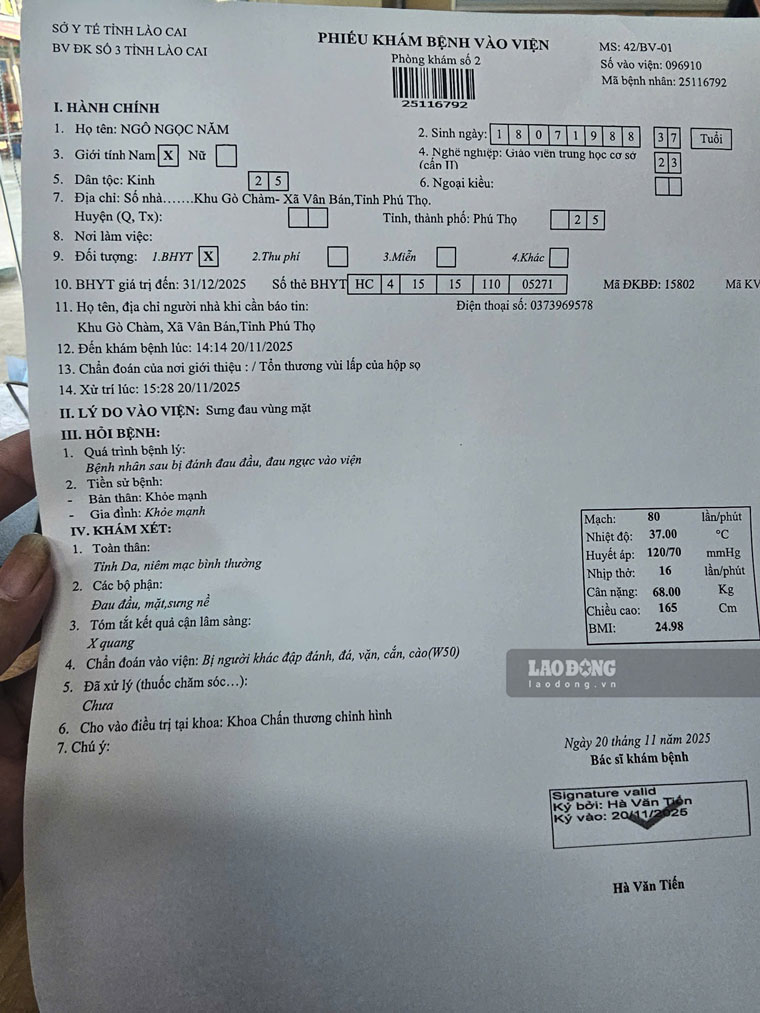 SỞ Y TẾ TỈNH LÀO CAI
BV ĐK SỐ 3 TỈNH LÀO CAI
PHIẾU KHÁM BỆNH VÀO VIỆN
Phòng khám số 2
25116792
MS: 42/BV-01
Số vào viện: 096910
Mã bệnh nhân: 25116792
I. HÀNH CHÍNH
1. Họ tên: NGÔ NGỌC NĂM
2. Sinh ngày: 1 8 0 7 1 9 8 8 3 7 Tuổi
3. Giới tính Nam X Nữ
4. Nghề nghiệp: Giáo viên trung học cơ sở (cấn II) 2 3
5. Dân tộc: Kinh 2 5
6. Ngoại kiều:
7. Địa chỉ: Số nhà.......Khu Gò Chàm- Xã Vân Bán,Tỉnh Phú Thọ.
Huyện (Q, Tx): Tỉnh, thành phố: Phú Thọ 2 5
8. Nơi làm việc:
9. Đối tượng: 1.BHYT X 2.Thu phí 3.Miễn 4.Khác
10. BHYT giá trị đến: 31/12/2025 Số thẻ BHYT HC 4 15 15 110 05271 Mã ĐKBĐ: 15802 Mã KV
11. Họ tên, địa chỉ người nhà khi cần báo tin: Điện thoại số: 0373969578
Khu Gò Chàm, Xã Vân Bán,Tỉnh Phú Thọ
12. Đến khám bệnh lúc: 14:14 20/11/2025
13. Chẩn đoán của nơi giới thiệu : / Tổn thương vùi lấp của hộp sọ
14. Xử trí lúc: 15:28 20/11/2025
II. LÝ DO VÀO VIỆN: Sưng đau vùng mặt
III. HỎI BỆNH:
1. Quá trình bệnh lý:
Bệnh nhân sau bị đánh đau đầu, đau ngực vào viện
2. Tiền sử bệnh:
- Bản thân: Khỏe mạnh
- Gia đình: Khỏe mạnh
IV. KHÁM XÉT:
1. Toàn thân:
Tỉnh Da, niêm mạc bình thường
2. Các bộ phận:
Đau đầu, mặt,sưng nề
3. Tóm tắt kết quả cận lâm sàng:
X quang
4. Chẩn đoán vào viện: Bị người khác đập đánh, đá, vặn, cắn, cào(W50)
5. Đã xử lý (thuốc chăm sóc…):
Chưa
6. Cho vào điều trị tại khoa: Khoa Chấn thương chỉnh hình
7. Chú ý:
Mạch: 80 lần/phút
Nhiệt độ: 37.00 °C
Huyết áp: 120/70 mmHg
Nhịp thở: 16 lần/phút
Cân nặng: 68.00 Kg
Chiều cao: 165 Cm
BMI: 24.98
LAO ĐỘNG
laodong.vn
Ngày 20 tháng 11 năm 2025
Bác sĩ khám bệnh
Signature valid
Ký bởi: Hà Văn Tiến
Ký vào: 20/11/2025
Hà Văn Tiến